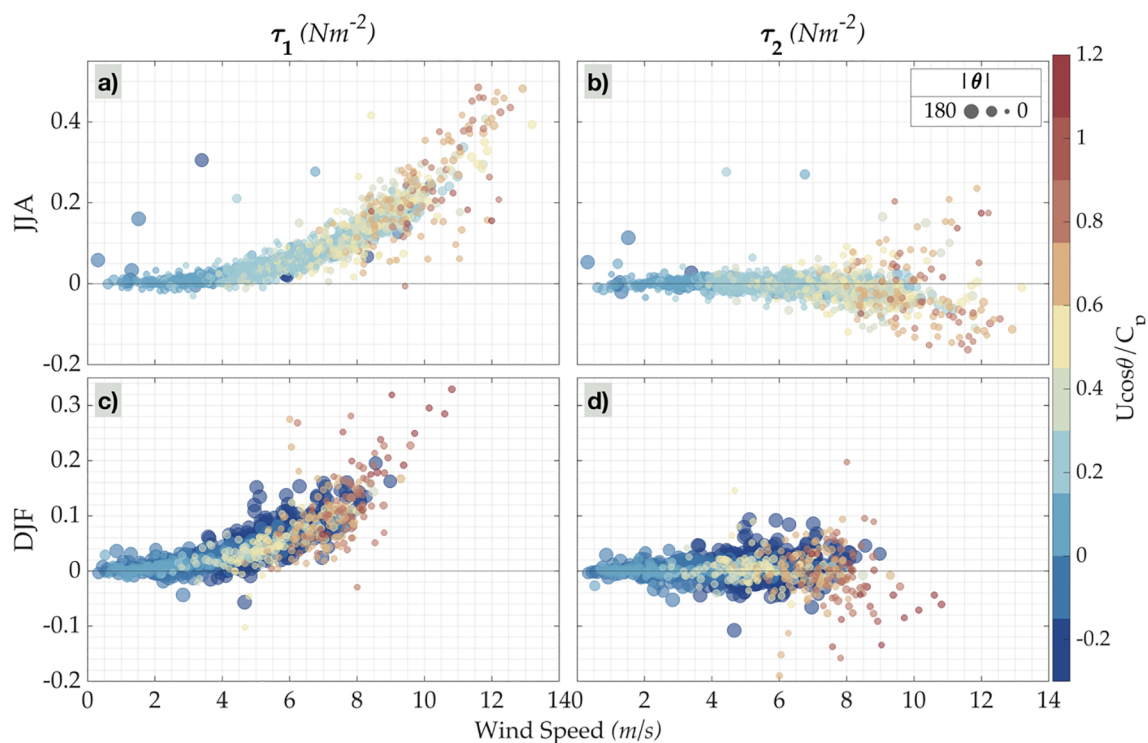 τ₁ (Nm⁻²)
τ₂ (Nm⁻²)
a)
b)
|θ|
180 0
JJA
0.4
0.2
0
-0.2
c)
d)
DJF
0.3
0.2
0.1
0
-0.1
-0.2
0 2 4 6 8 10 12 14
0 2 4 6 8 10 12 14
Wind Speed (m/s)
1.2
1
0.8
0.6
0.4
0.2
0
-0.2
Ucosθ/Cₚ